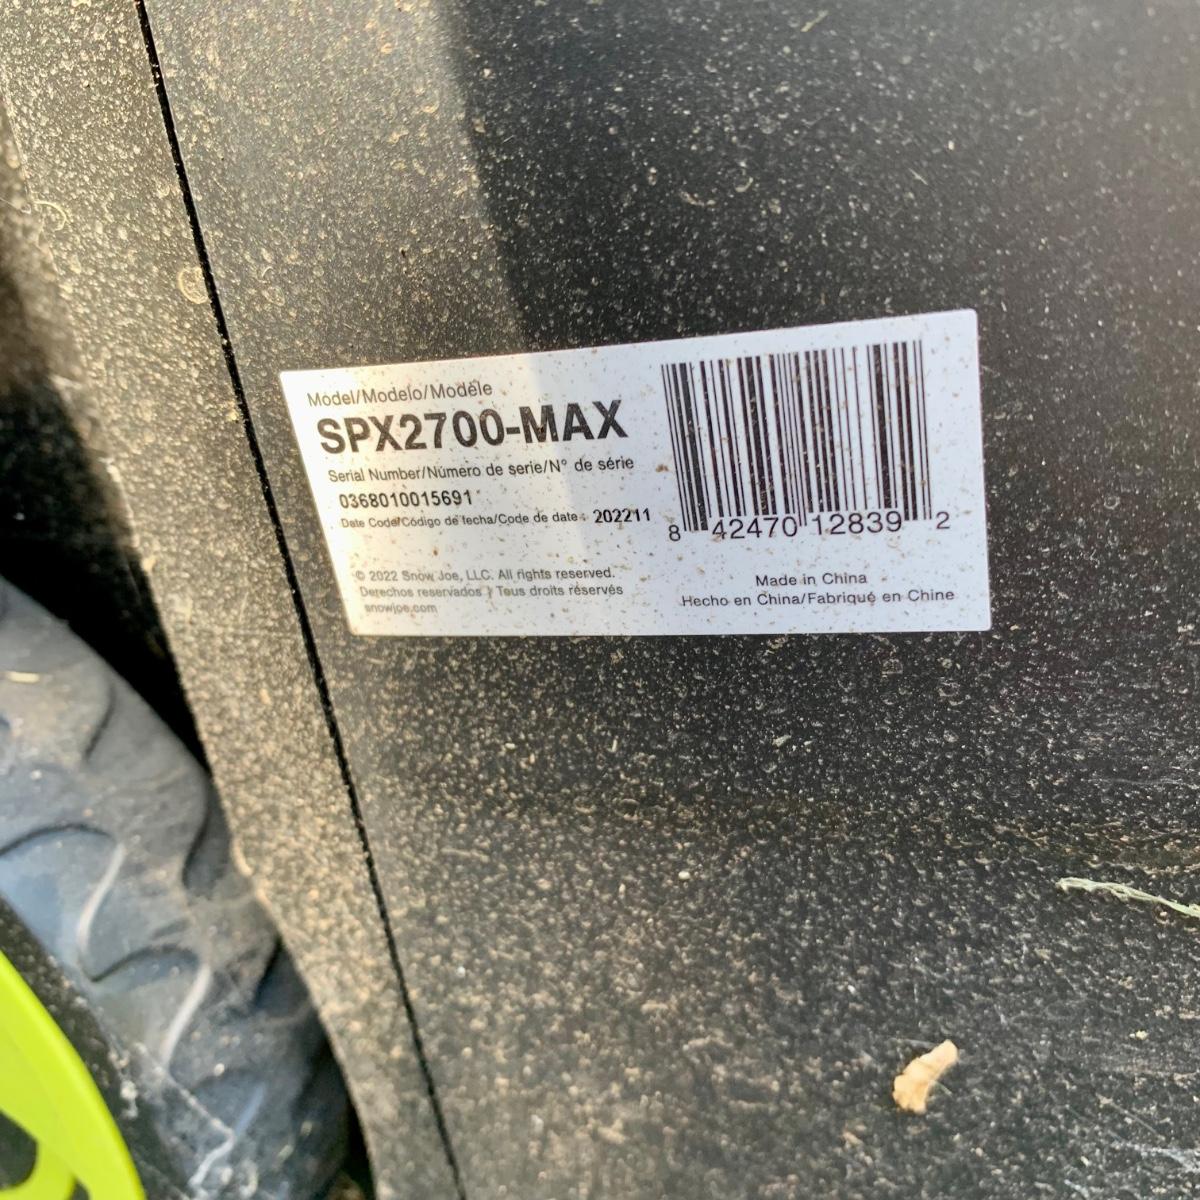 Model/Modelo/Modèle
SPX2700-MAX
Serial Number/Número de serie/N° de série
0368010015691
Date Code/Código de fecha/Code de date : 202211
© 2022 Snow Joe, LLC. All rights reserved.
Derechos reservados / Tous droits réservés
snowjoe.com
8 42470 12839 2
Made in China
Hecho en China/Fabriqué en Chine